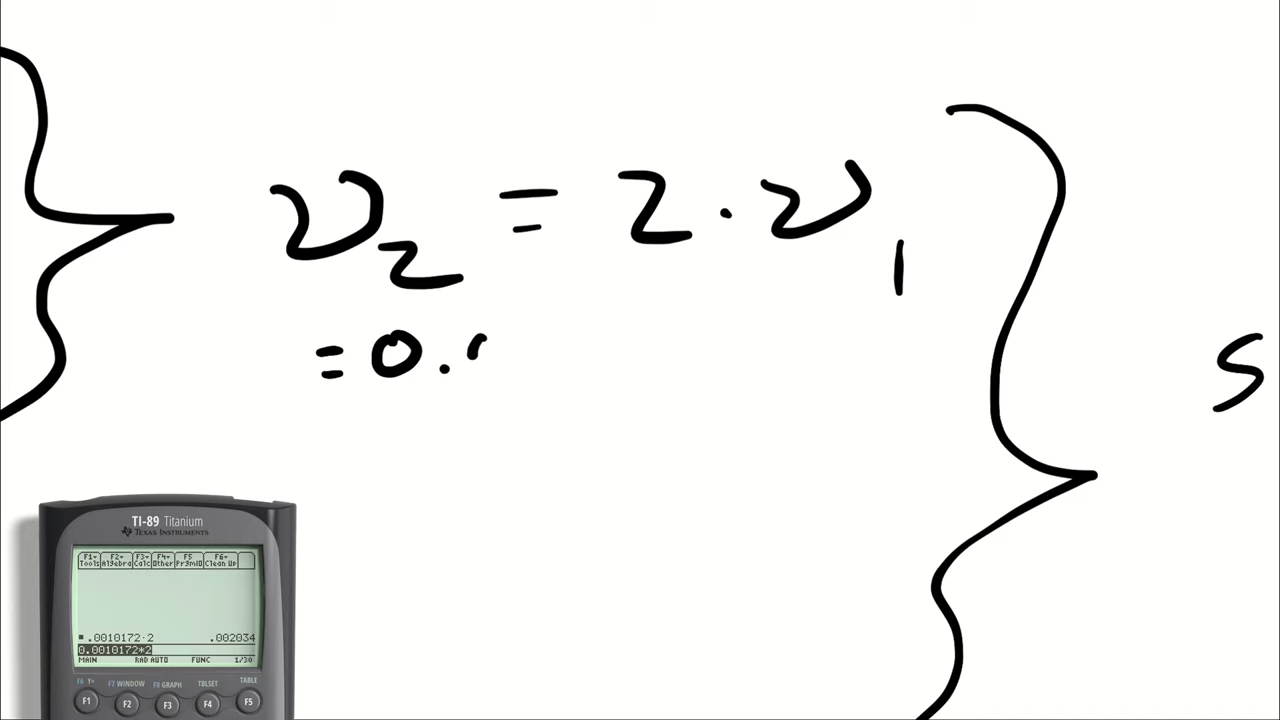 𝜈₂ = 2 · 𝜈₁
= 0.
s
TI-89 Titanium
TEXAS INSTRUMENTS
F1 F2 F3 F4 F5 F6
Tools Algebra Calc Other PrgmIO Clean Up
.0010172·2 .002034
0.0010172*2
MAIN RAD AUTO FUNC 1/30
F6 Y= F7 WINDOW F8 GRAPH TBLSET TABLE
F1 F2 F3 F4 F5